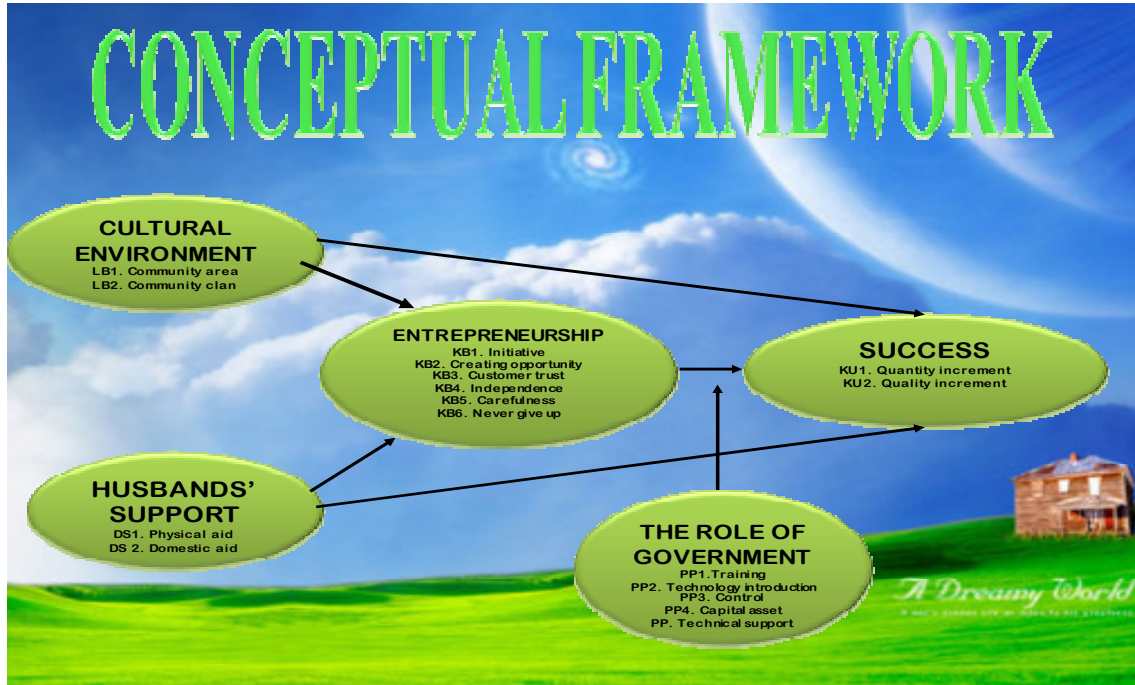 CONCEPTUAL FRAMEWORK
CULTURAL
ENVIRONMENT
LB1. Community area
LB2. Community clan
ENTREPRENEURSHIP
KB1. Initiative
KB2. Creating opportunity
KB3. Customer trust
KB4. Independence
KB5. Carefulness
KB6. Never give up
SUCCESS
KU1. Quantity increment
KU2. Quality increment
HUSBANDS'
SUPPORT
DS1. Physical aid
DS 2. Domestic aid
THE ROLE OF
GOVERNMENT
PP1.Training
PP2. Technology introduction
PP3. Control
PP4. Capital asset
PP. Technical support
A Dreamy World